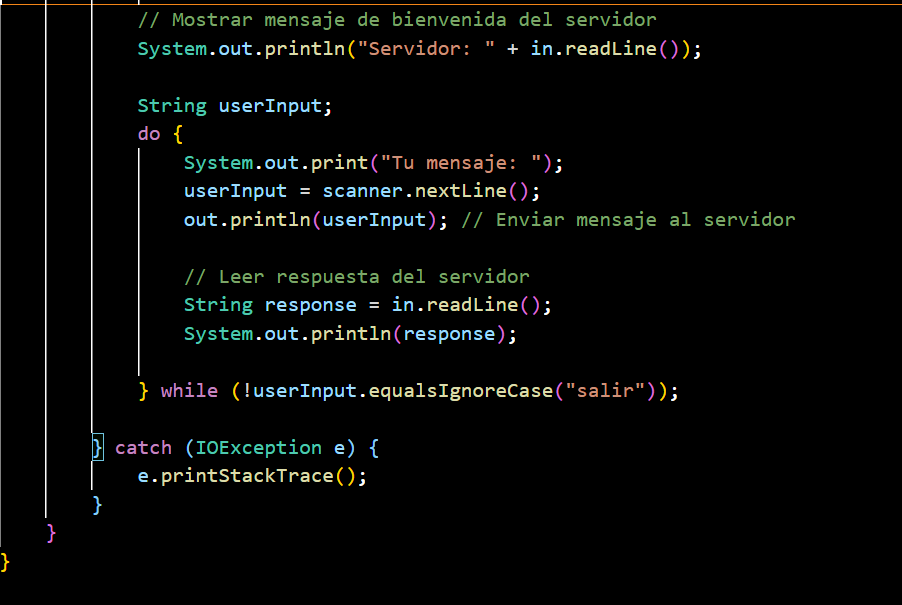 // Mostrar mensaje de bienvenida del servidor
System.out.println("Servidor: " + in.readLine());
String userInput;
do {
System.out.print("Tu mensaje: ");
userInput = scanner.nextLine();
out.println(userInput); // Enviar mensaje al servidor
// Leer respuesta del servidor
String response = in.readLine();
System.out.println(response);
} while (!userInput.equalsIgnoreCase("salir"));
} catch (IOException e) {
e.printStackTrace();
}
}
}